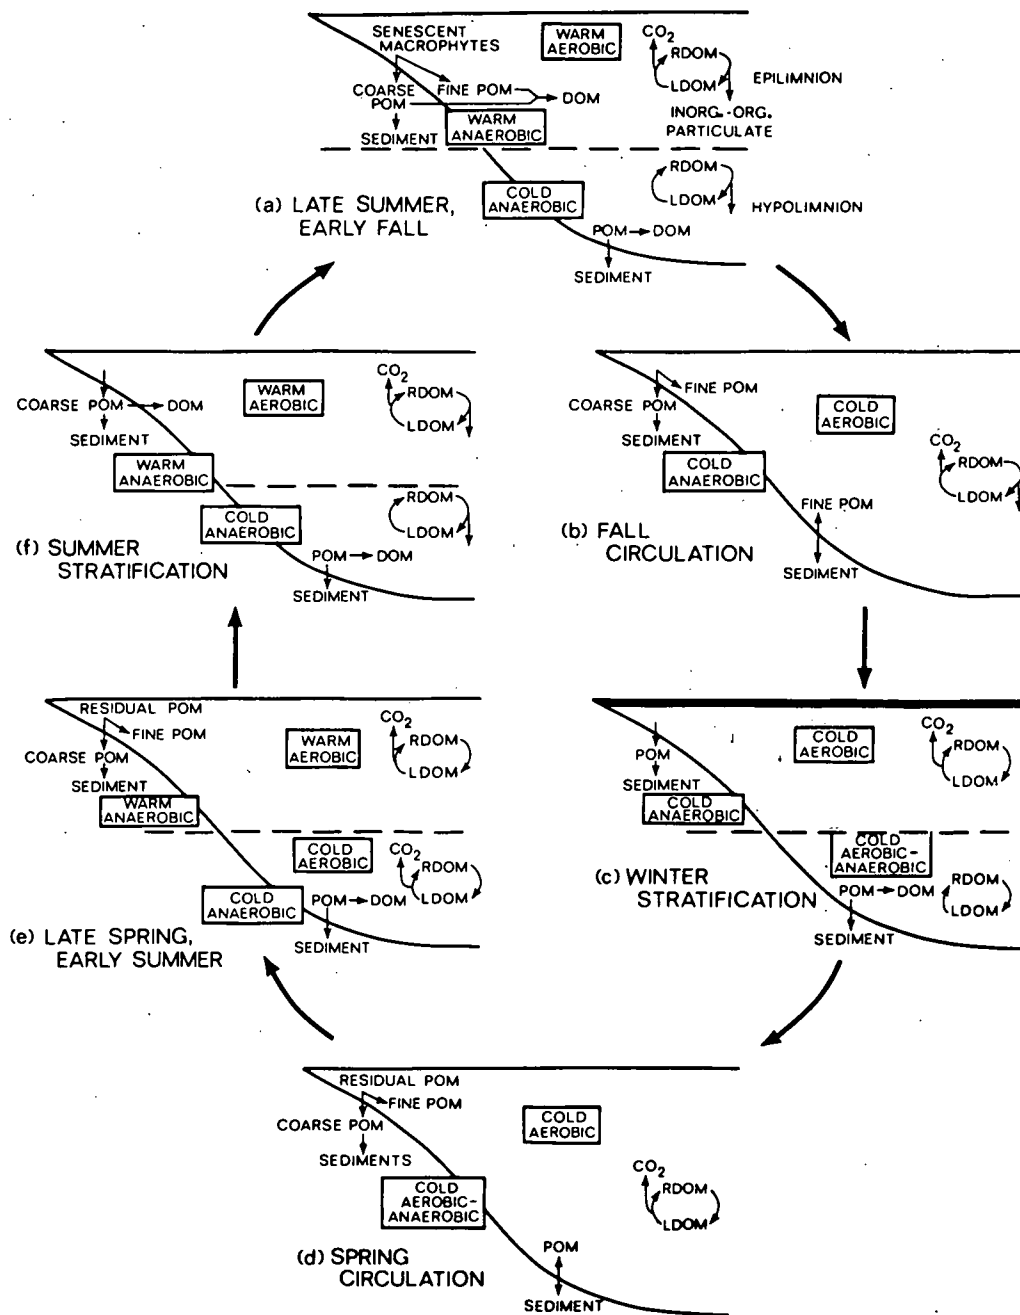 SENESCENT
MACROPHYTES
WARM
AEROBIC
CO2
RDOM
LDOM
EPILIMNION
COARSE
POM
FINE POM
DOM
INORG.-ORG.
PARTICULATE
SEDIMENT
WARM
ANAEROBIC
RDOM
LDOM
HYPOLIMNION
COLD
ANAEROBIC
(a) LATE SUMMER,
EARLY FALL
POM
DOM
SEDIMENT
FINE POM
COARSE POM
SEDIMENT
COLD
AEROBIC
COLD
ANAEROBIC
CO2
RDOM
LDOM
FINE POM
SEDIMENT
(b) FALL
CIRCULATION
POM
SEDIMENT
COLD
AEROBIC
CO2
RDOM
LDOM
COLD
ANAEROBIC
COLD
AEROBIC-
ANAEROBIC
(c) WINTER
STRATIFICATION
POM
DOM
RDOM
LDOM
SEDIMENT
RESIDUAL POM
FINE POM
COARSE POM
SEDIMENTS
COLD
AEROBIC
COLD
AEROBIC-
ANAEROBIC
CO2
RDOM
LDOM
(d) SPRING
CIRCULATION
POM
SEDIMENT
RESIDUAL POM
FINE POM
COARSE POM
SEDIMENT
WARM
AEROBIC
CO2
RDOM
LDOM
WARM
ANAEROBIC
COLD
AEROBIC
CO2
RDOM
LDOM
COLD
ANAEROBIC
POM
DOM
SEDIMENT
(e) LATE SPRING,
EARLY SUMMER
COARSE POM
DOM
SEDIMENT
WARM
AEROBIC
CO2
RDOM
LDOM
WARM
ANAEROBIC
COLD
ANAEROBIC
RDOM
LDOM
POM
DOM
SEDIMENT
(f) SUMMER
STRATIFICATION